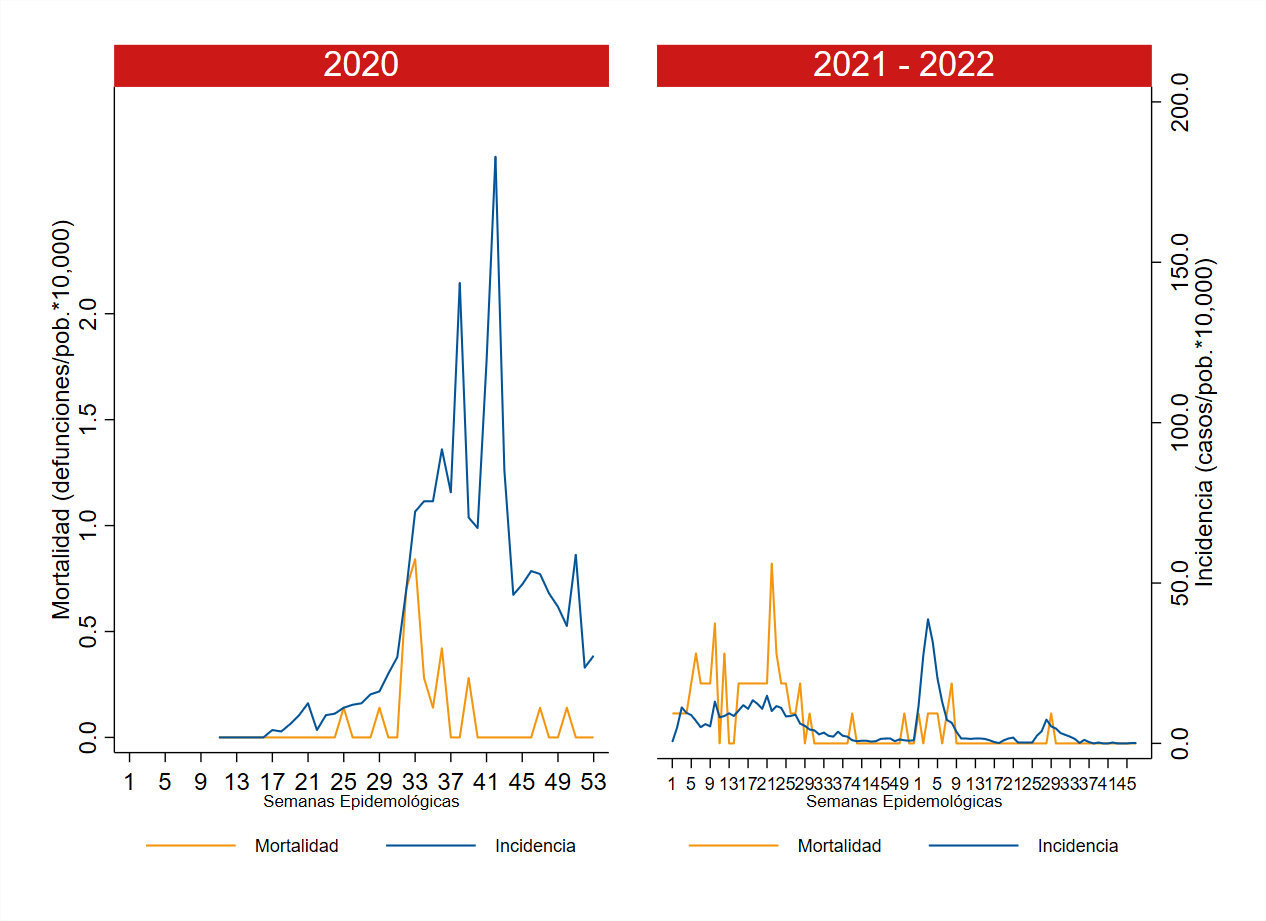 2020
2021 - 2022
Mortalidad (defunciones/pob.*10,000)
0.0 0.5 1.0 1.5 2.0
1 5 9 13 17 21 25 29 33 37 41 45 49 53
Semanas Epidemológicas
Mortalidad Incidencia
Incidencia (casos/pob.*10,000)
0.0 50.0 100.0 150.0 200.0
1 5 9 13 17 21 25 29 33 37 41 45 49 1 5 9 13 17 21 25 29 33 37 41 45
Semanas Epidemológicas
Mortalidad Incidencia